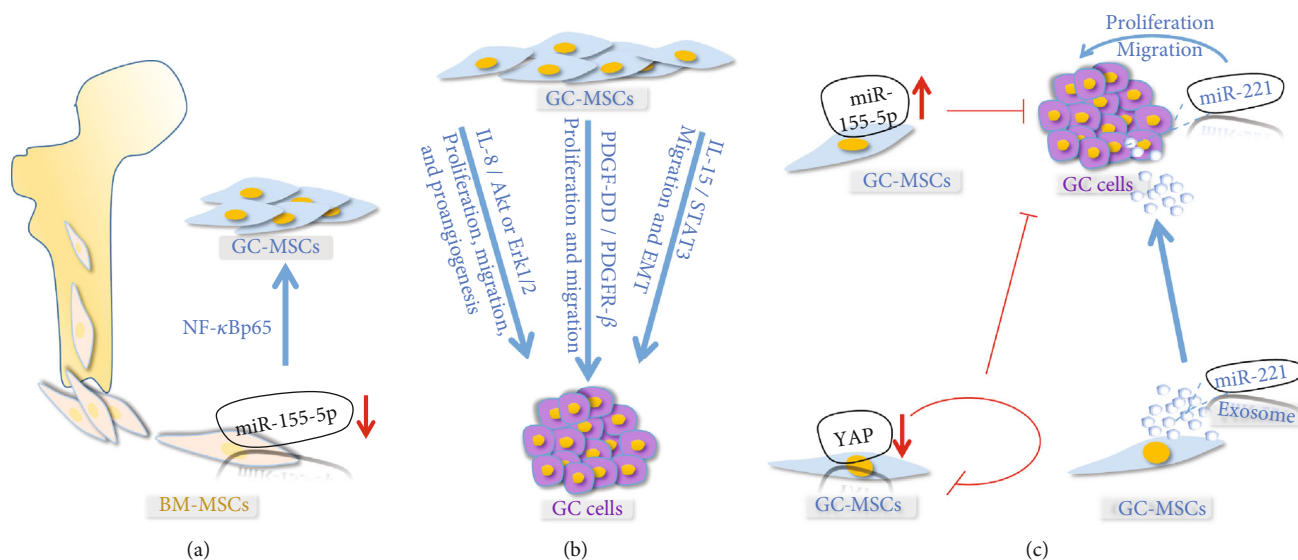 GC-MSCs
NF-κBp65
miR-155-5p
BM-MSCs
(a)
GC-MSCs
IL-8 / Akt or Erk1/2
Proliferation, migration,
and proangiogenesis
PDGF-DD / PDGFR-β
Proliferation and migration
IL-15 / STAT3
Migration and EMT
GC cells
(b)
Proliferation
Migration
miR-
155-5p
miR-221
GC-MSCs
GC cells
YAP
GC-MSCs
miR-221
Exosome
GC-MSCs
(c)